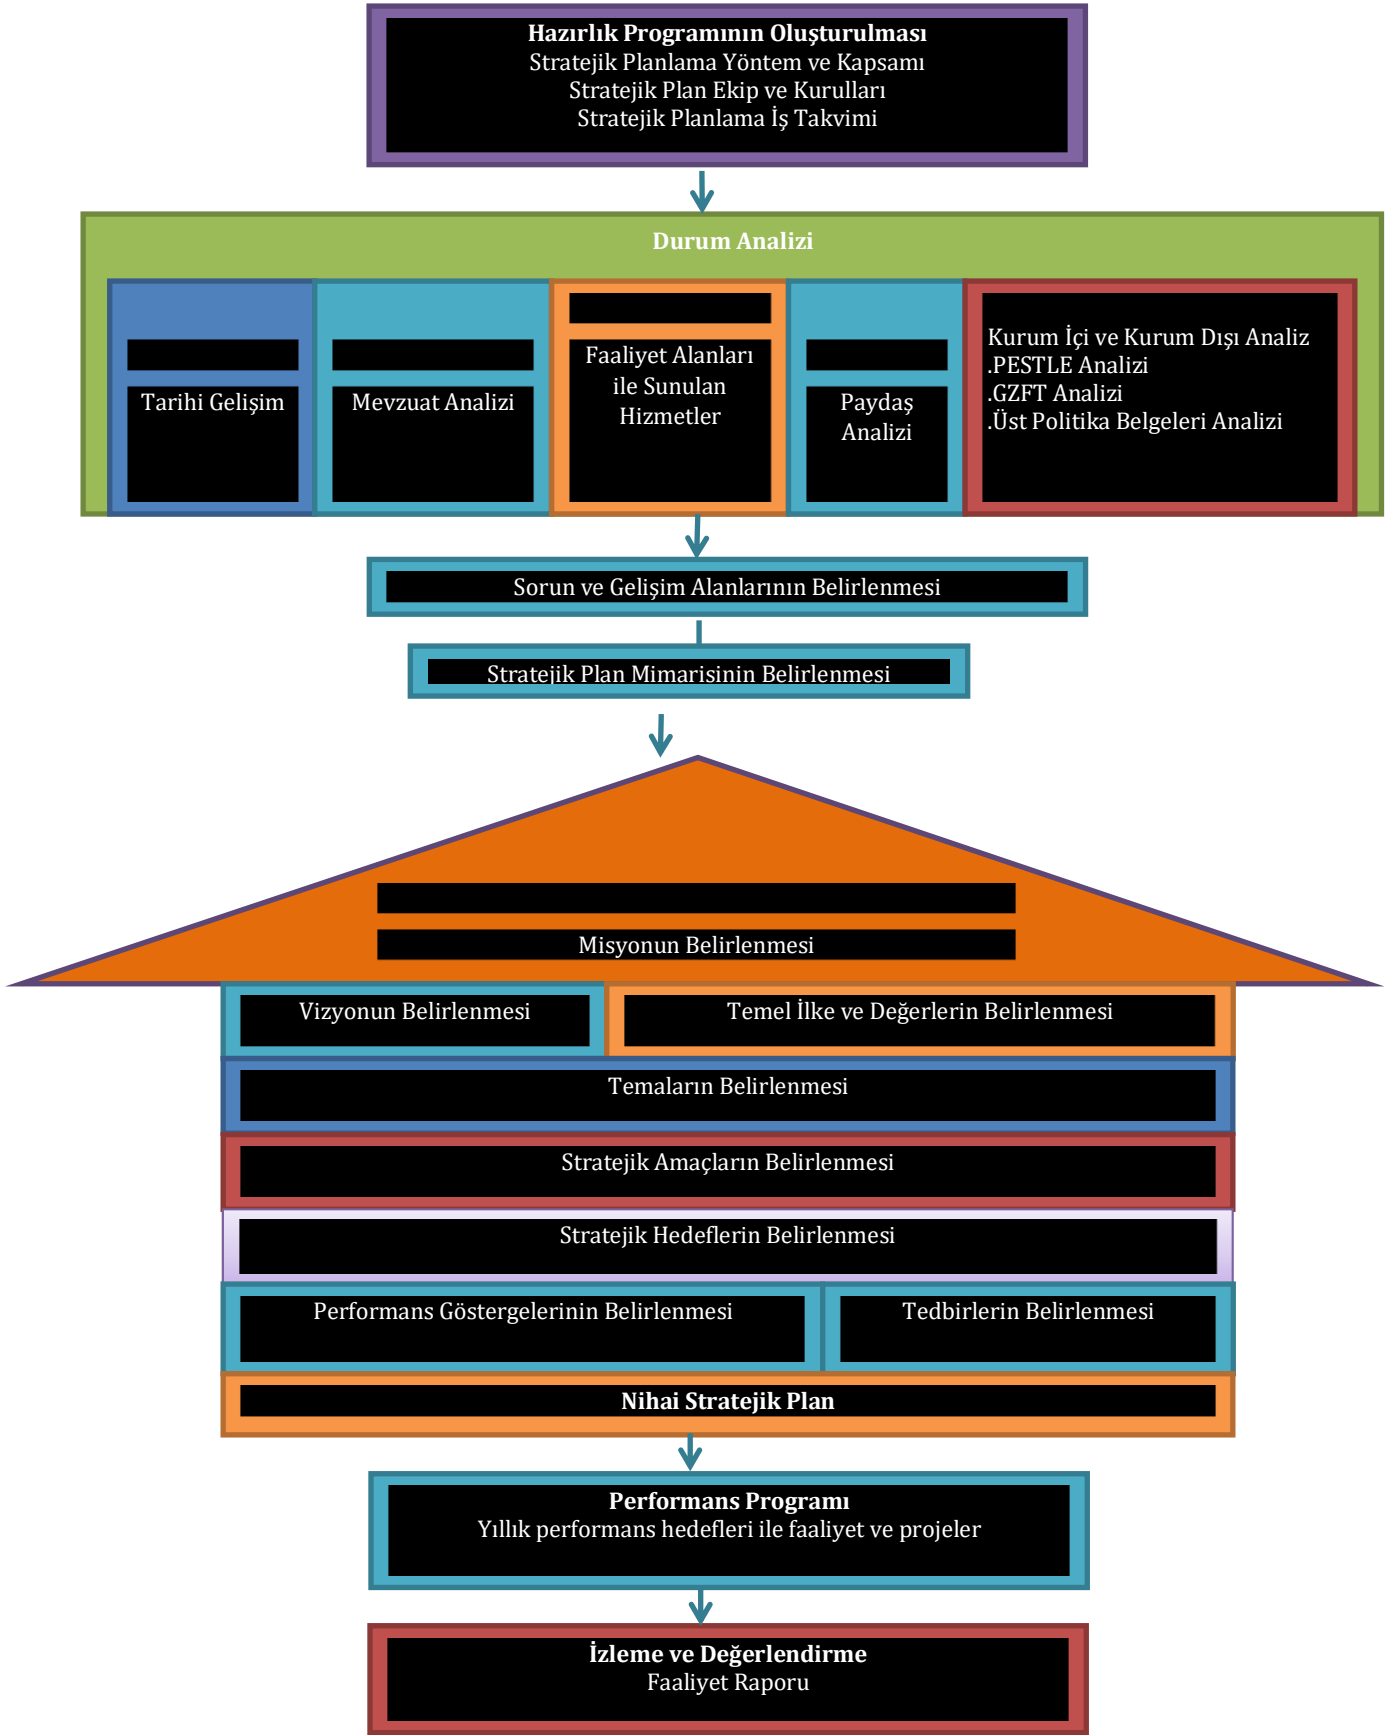 Hazırlık Programının Oluşturulması
Stratejik Planlama Yöntem ve Kapsamı
Stratejik Plan Ekip ve Kurulları
Stratejik Planlama İş Takvimi
Durum Analizi
Tarihi Gelişim
Mevzuat Analizi
Faaliyet Alanları
ile Sunulan
Hizmetler
Paydaş
Analizi
Kurum İçi ve Kurum Dışı Analiz
.PESTLE Analizi
.GZFT Analizi
.Üst Politika Belgeleri Analizi
Sorun ve Gelişim Alanlarının Belirlenmesi
Stratejik Plan Mimarisinin Belirlenmesi
Misyonun Belirlenmesi
Vizyonun Belirlenmesi
Temel İlke ve Değerlerin Belirlenmesi
Temaların Belirlenmesi
Stratejik Amaçların Belirlenmesi
Stratejik Hedeflerin Belirlenmesi
Performans Göstergelerinin Belirlenmesi
Tedbirlerin Belirlenmesi
Nihai Stratejik Plan
Performans Programı
Yıllık performans hedefleri ile faaliyet ve projeler
İzleme ve Değerlendirme
Faaliyet Raporu